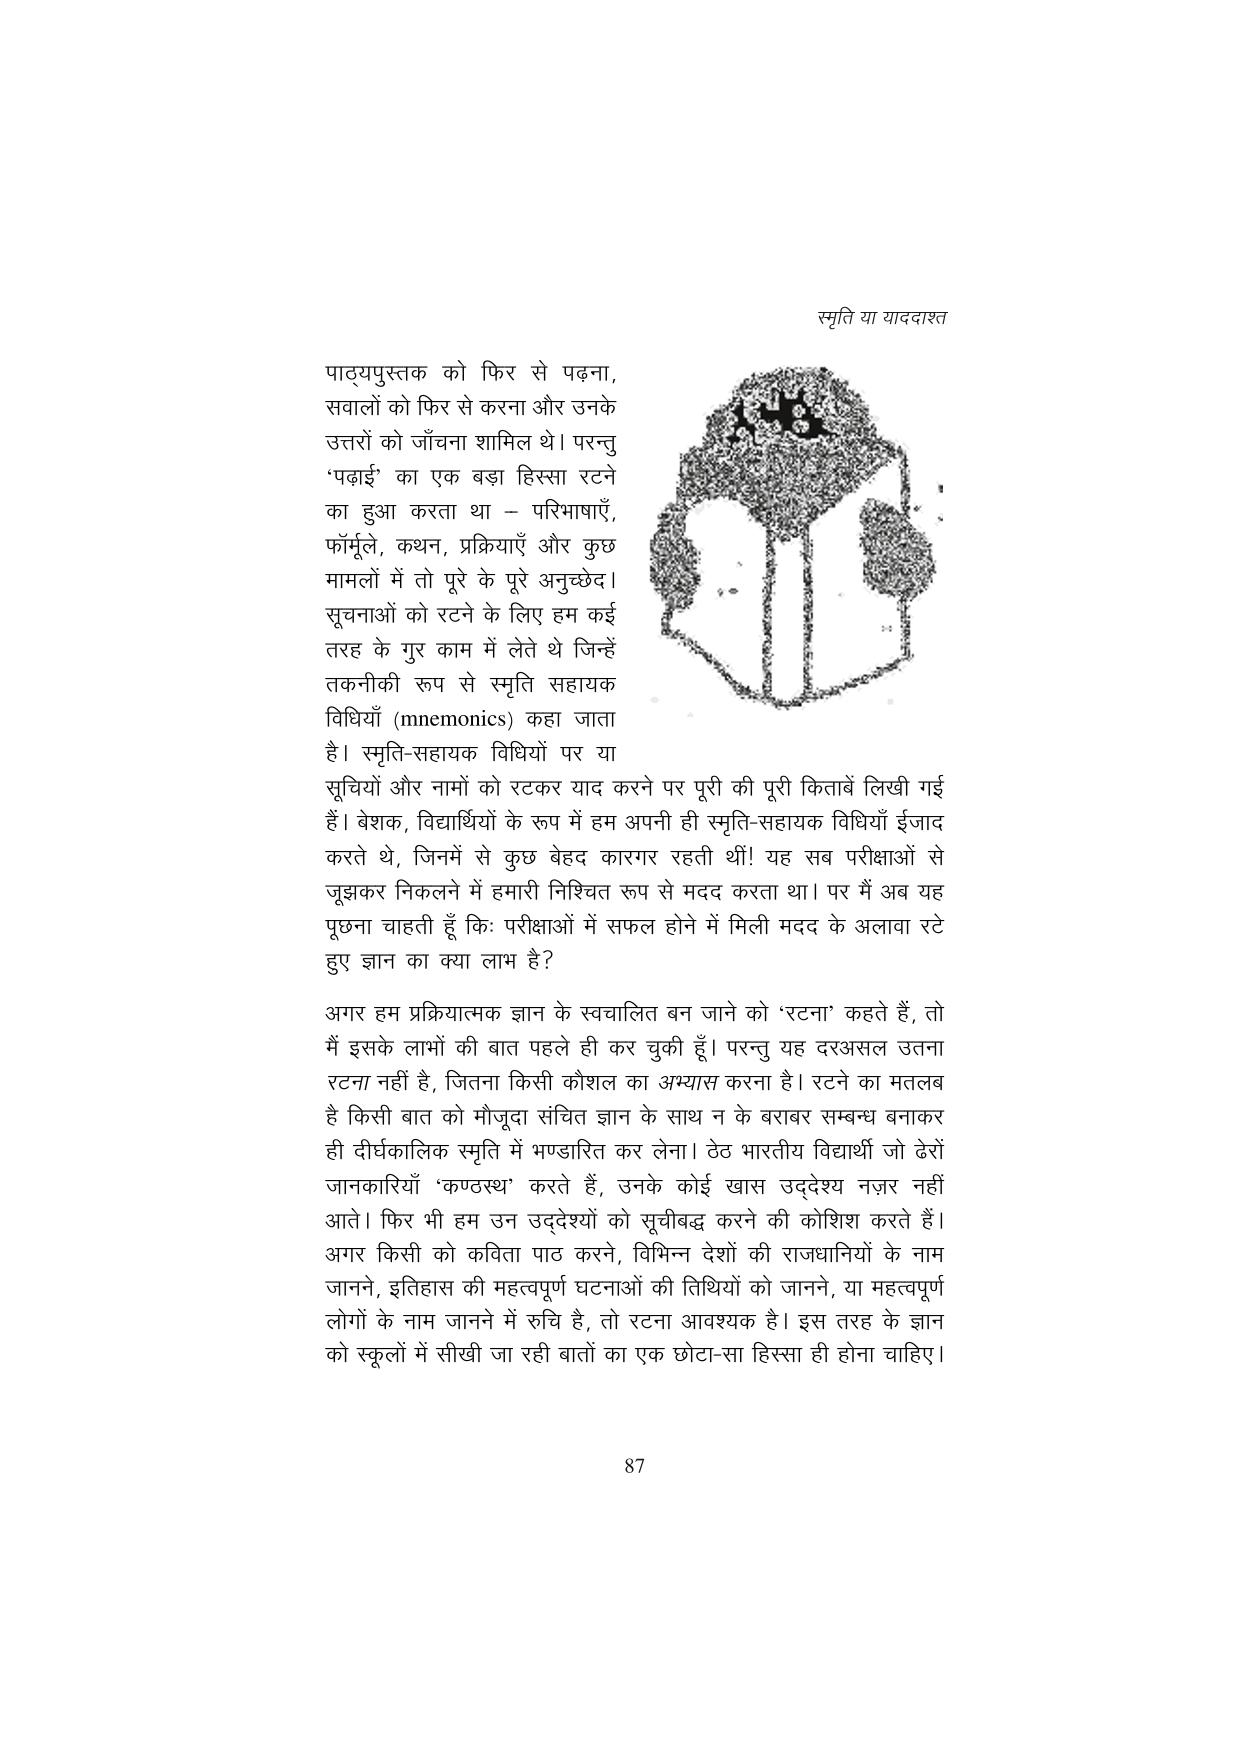 स्मृति या याददाश्त
पाठ्यपुस्तक को फिर से पढ़ना,
सवालों को फिर से करना और उनके
उत्तरों को जाँचना शामिल थे। परन्तु
‘पढ़ाई’ का एक बड़ा हिस्सा रटने
का हुआ करता था – परिभाषाएँ,
फॉर्मूले, कथन, प्रक्रियाएँ और कुछ
मामलों में तो पूरे के पूरे अनुच्छेद।
सूचनाओं को रटने के लिए हम कई
तरह के गुर काम में लेते थे जिन्हें
तकनीकी रूप से स्मृति सहायक
विधियाँ (mnemonics) कहा जाता
है। स्मृति-सहायक विधियों पर या
सूचियों और नामों को रटकर याद करने पर पूरी की पूरी किताबें लिखी गई
हैं। बेशक, विद्यार्थियों के रूप में हम अपनी ही स्मृति-सहायक विधियाँ ईजाद
करते थे, जिनमें से कुछ बेहद कारगर रहती थीं! यह सब परीक्षाओं से
जूझकर निकलने में हमारी निश्चित रूप से मदद करता था। पर मैं अब यह
पूछना चाहती हूँ किः परीक्षाओं में सफल होने में मिली मदद के अलावा रटे
हुए ज्ञान का क्या लाभ है?
अगर हम प्रक्रियात्मक ज्ञान के स्वचालित बन जाने को ‘रटना’ कहते हैं, तो
मैं इसके लाभों की बात पहले ही कर चुकी हूँ। परन्तु यह दरअसल उतना
रटना नहीं है, जितना किसी कौशल का अभ्यास करना है। रटने का मतलब
है किसी बात को मौजूदा संचित ज्ञान के साथ न के बराबर सम्बन्ध बनाकर
ही दीर्घकालिक स्मृति में भण्डारित कर लेना। ठेठ भारतीय विद्यार्थी जो ढेरों
जानकारियाँ ‘कण्ठस्थ’ करते हैं, उनके कोई खास उद्देश्य नज़र नहीं
आते। फिर भी हम उन उद्देश्यों को सूचीबद्ध करने की कोशिश करते हैं।
अगर किसी को कविता पाठ करने, विभिन्न देशों की राजधानियों के नाम
जानने, इतिहास की महत्वपूर्ण घटनाओं की तिथियों को जानने, या महत्वपूर्ण
लोगों के नाम जानने में रुचि है, तो रटना आवश्यक है। इस तरह के ज्ञान
को स्कूलों में सीखी जा रही बातों का एक छोटा-सा हिस्सा ही होना चाहिए।
87